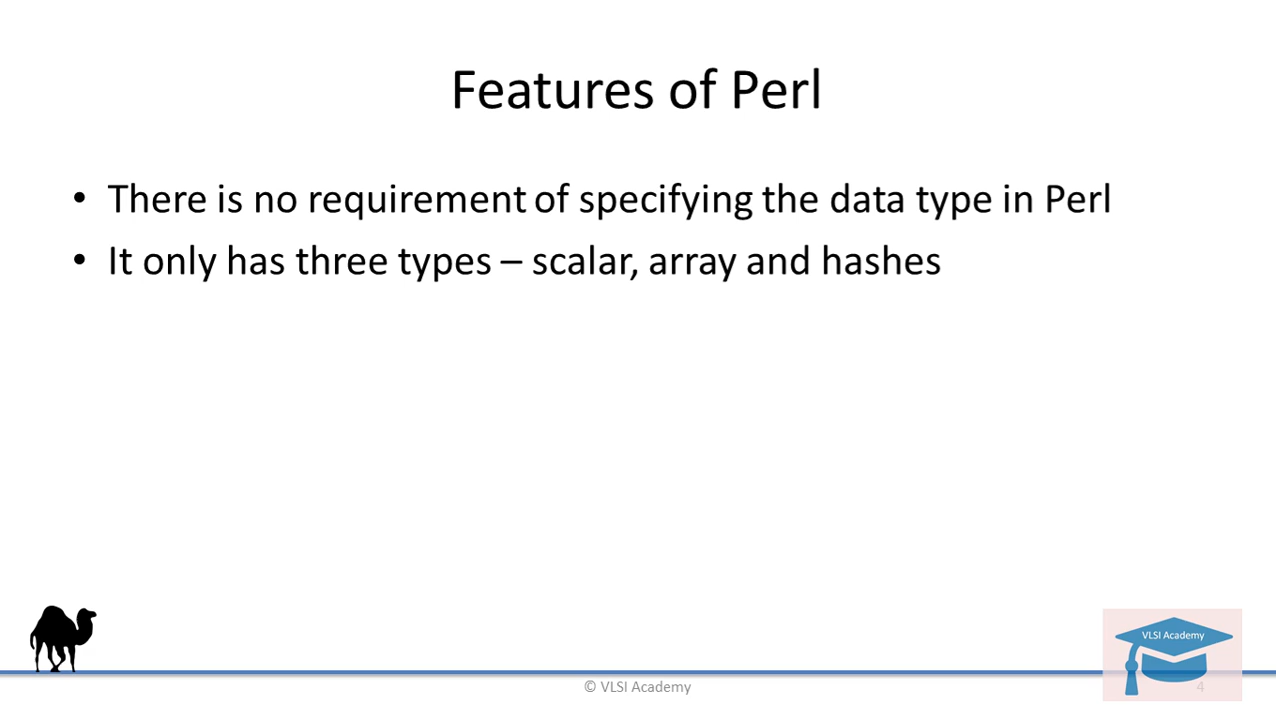 Features of Perl
• There is no requirement of specifying the data type in Perl
• It only has three types – scalar, array and hashes
VLSI Academy
© VLSI Academy
4